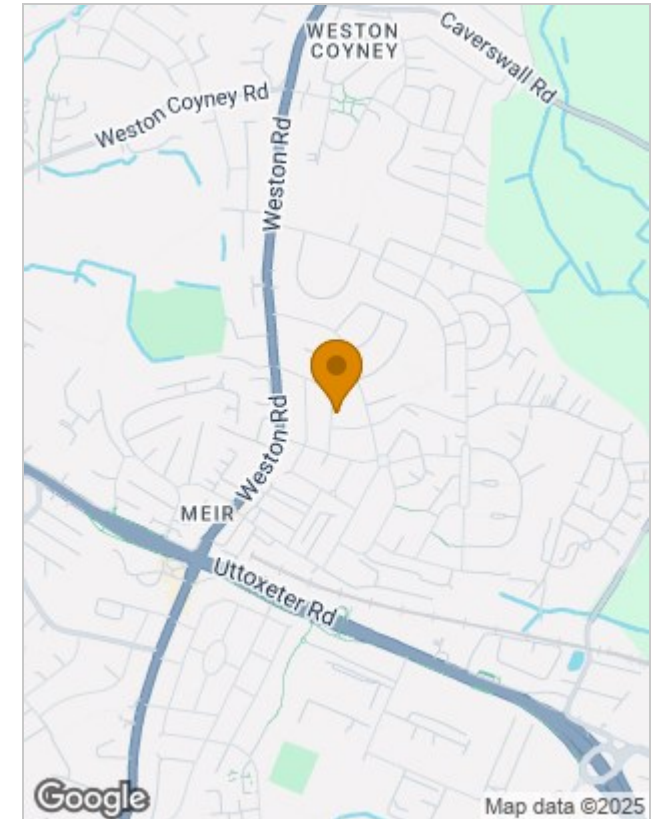 WESTON
COYNEY
Caverswall Rd
Weston Coyney Rd
Weston Rd
Weston Rd
MEIR
Uttoxeter Rd
Google
Map data ©2025